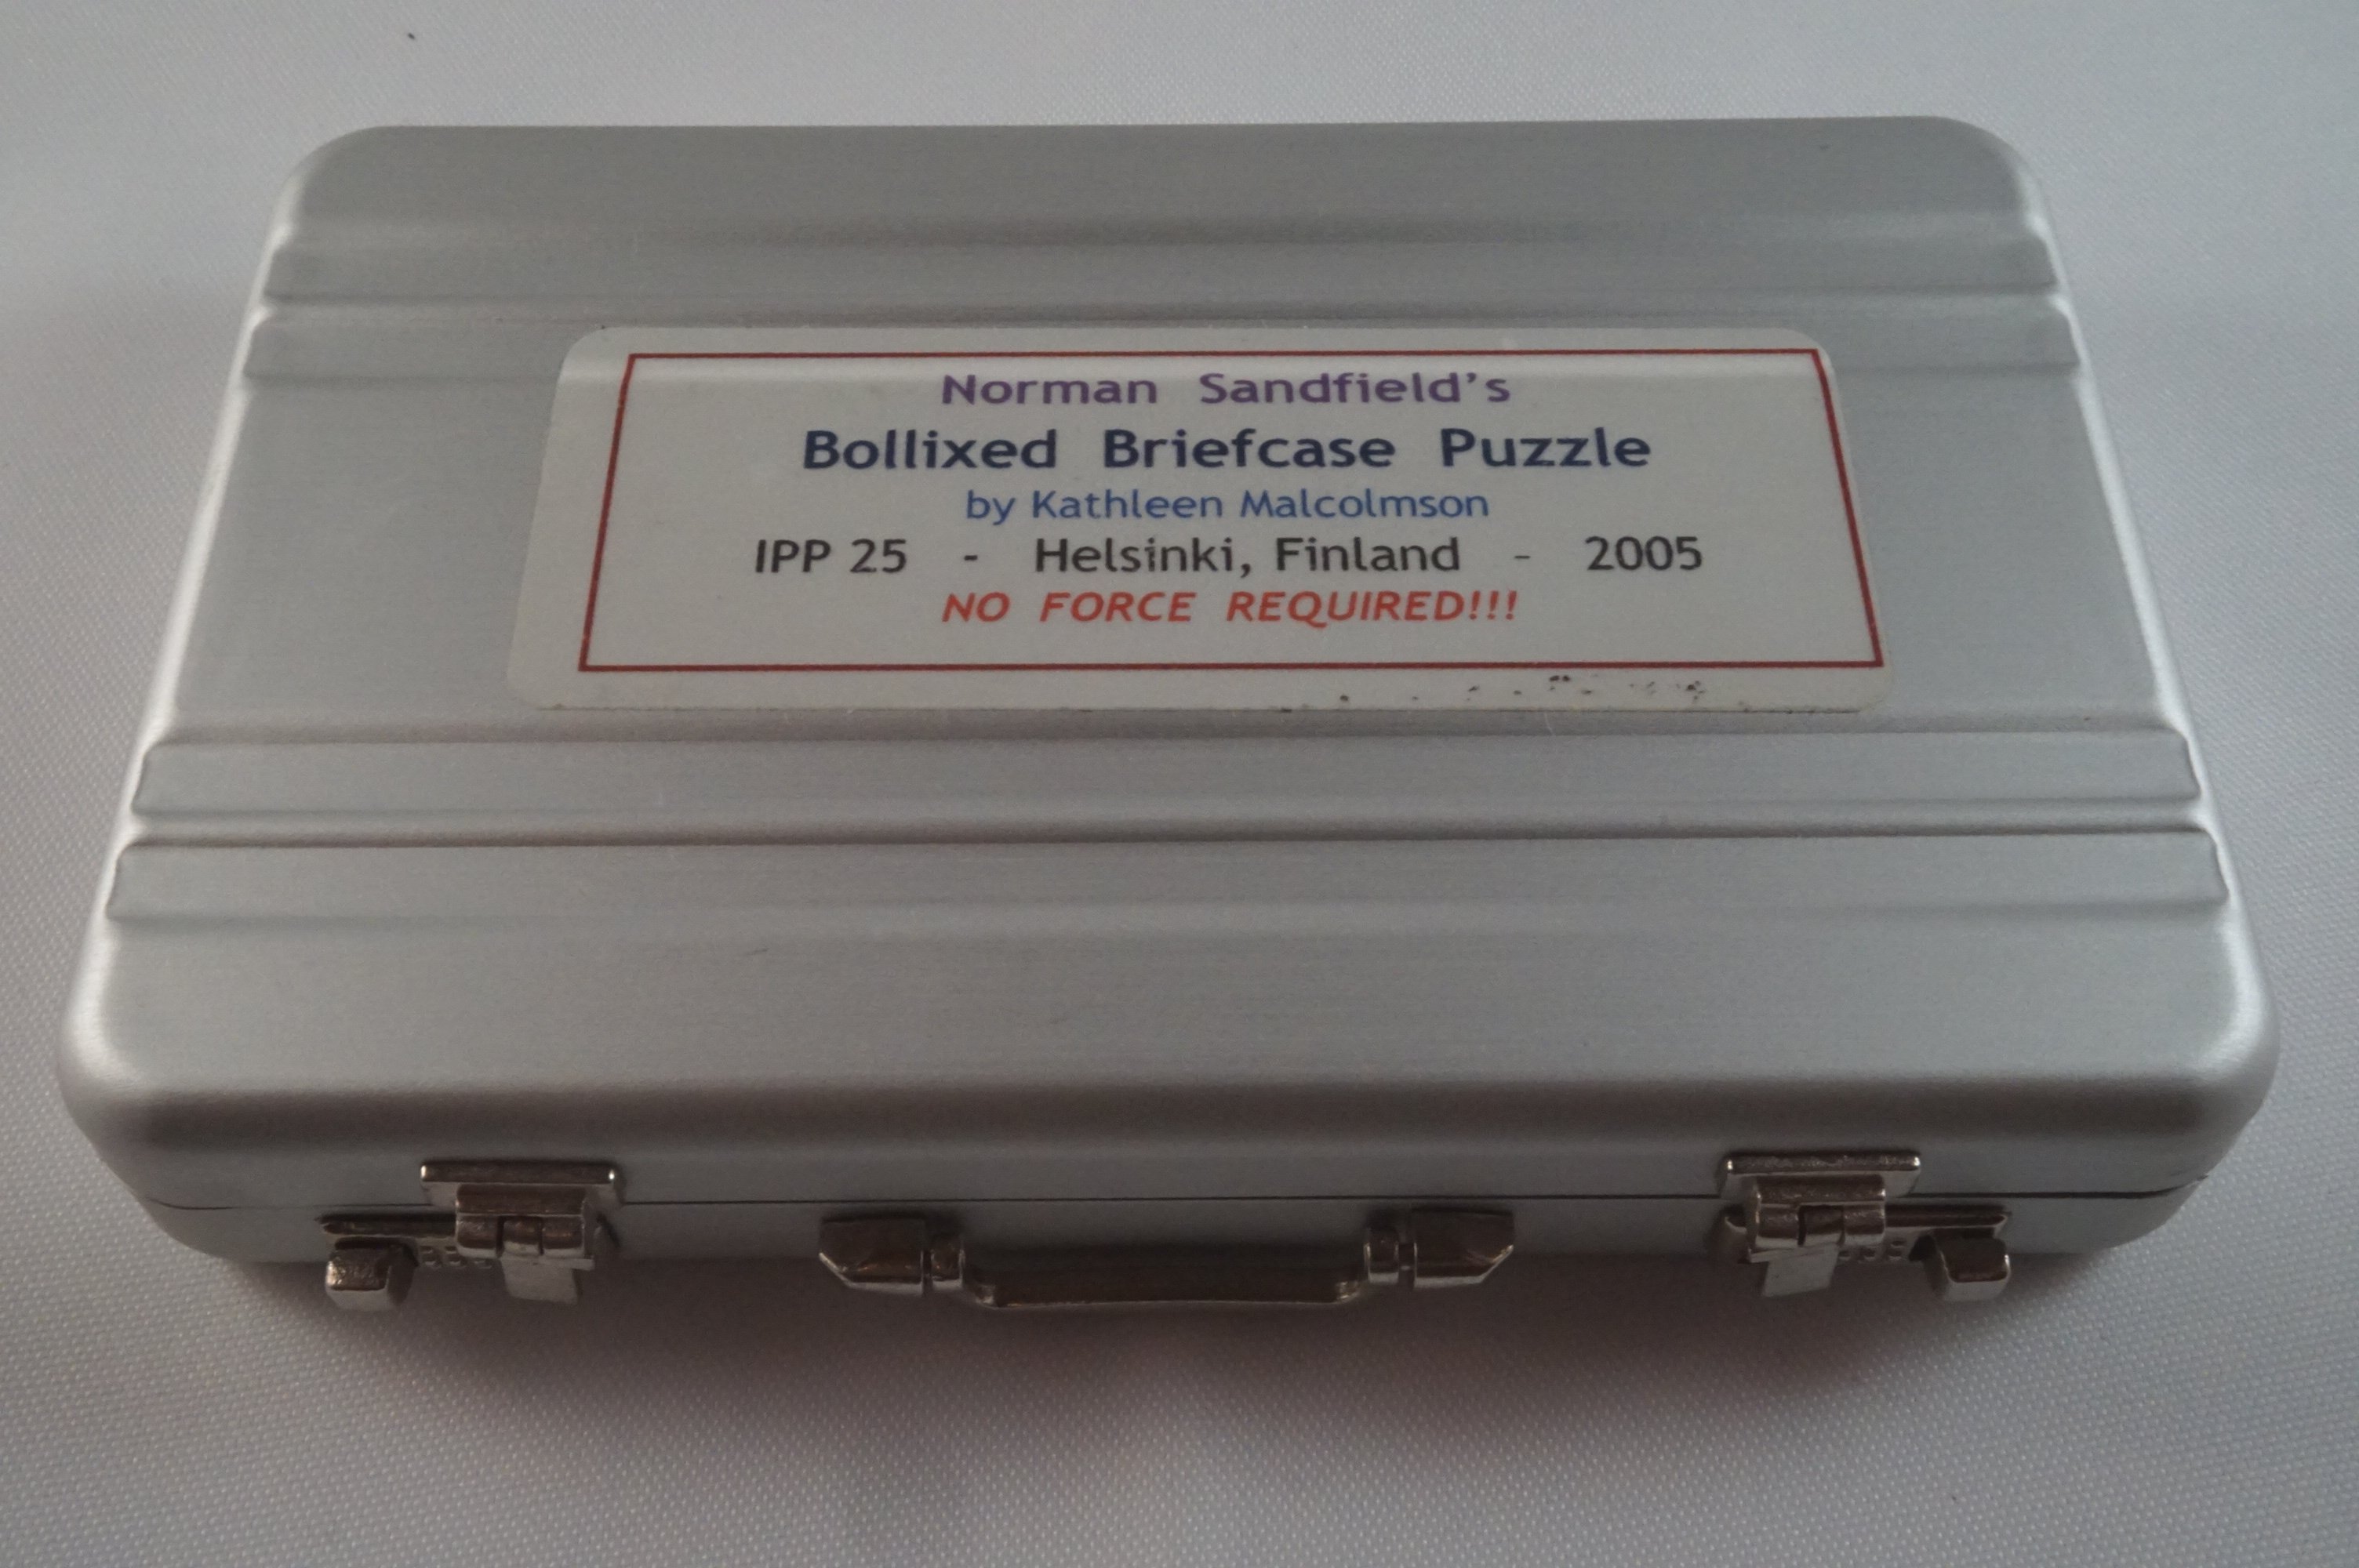 Norman Sandfield's
Bollixed Briefcase Puzzle
by Kathleen Malcolmson
IPP 25 - Helsinki, Finland - 2005
NO FORCE REQUIRED!!!